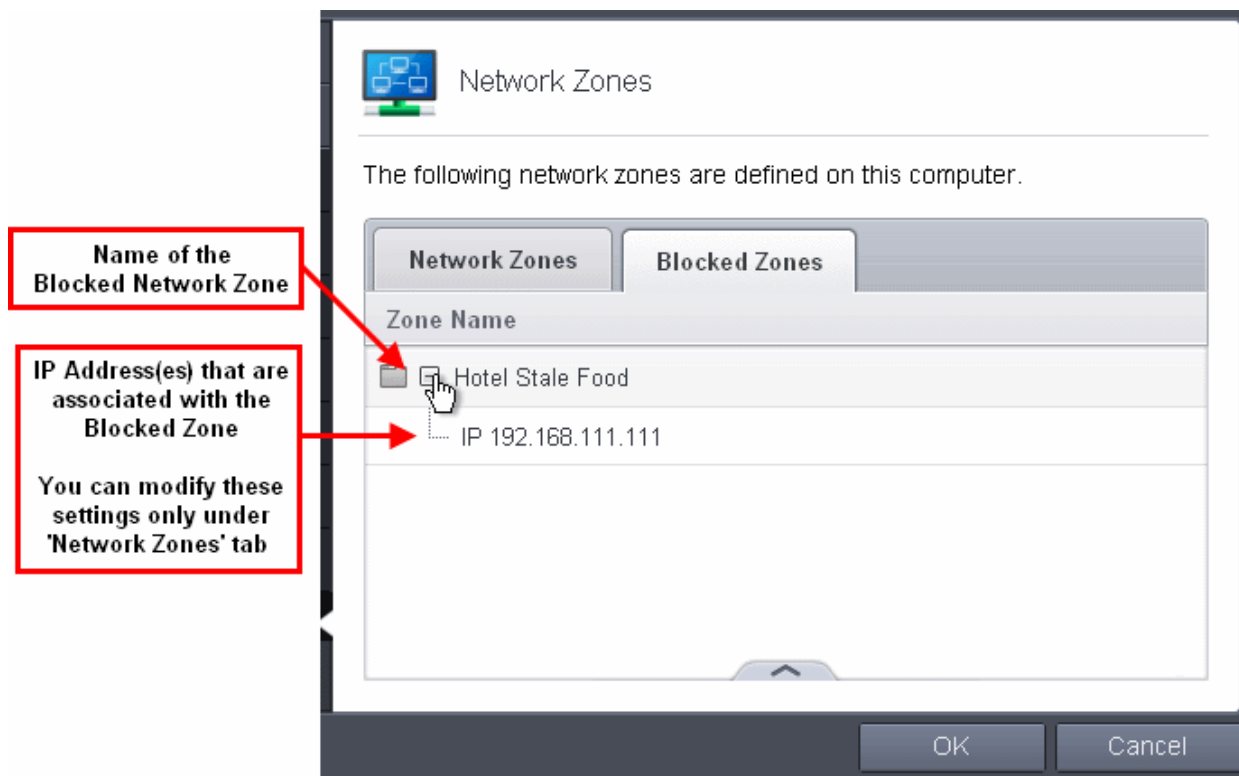 Network Zones
The following network zones are defined on this computer.
Name of the
Blocked Network Zone
IP Address(es) that are
associated with the
Blocked Zone
You can modify these
settings only under
'Network Zones' tab
Network Zones
Blocked Zones
Zone Name
Hotel Stale Food
IP 192.168.111.111
OK
Cancel